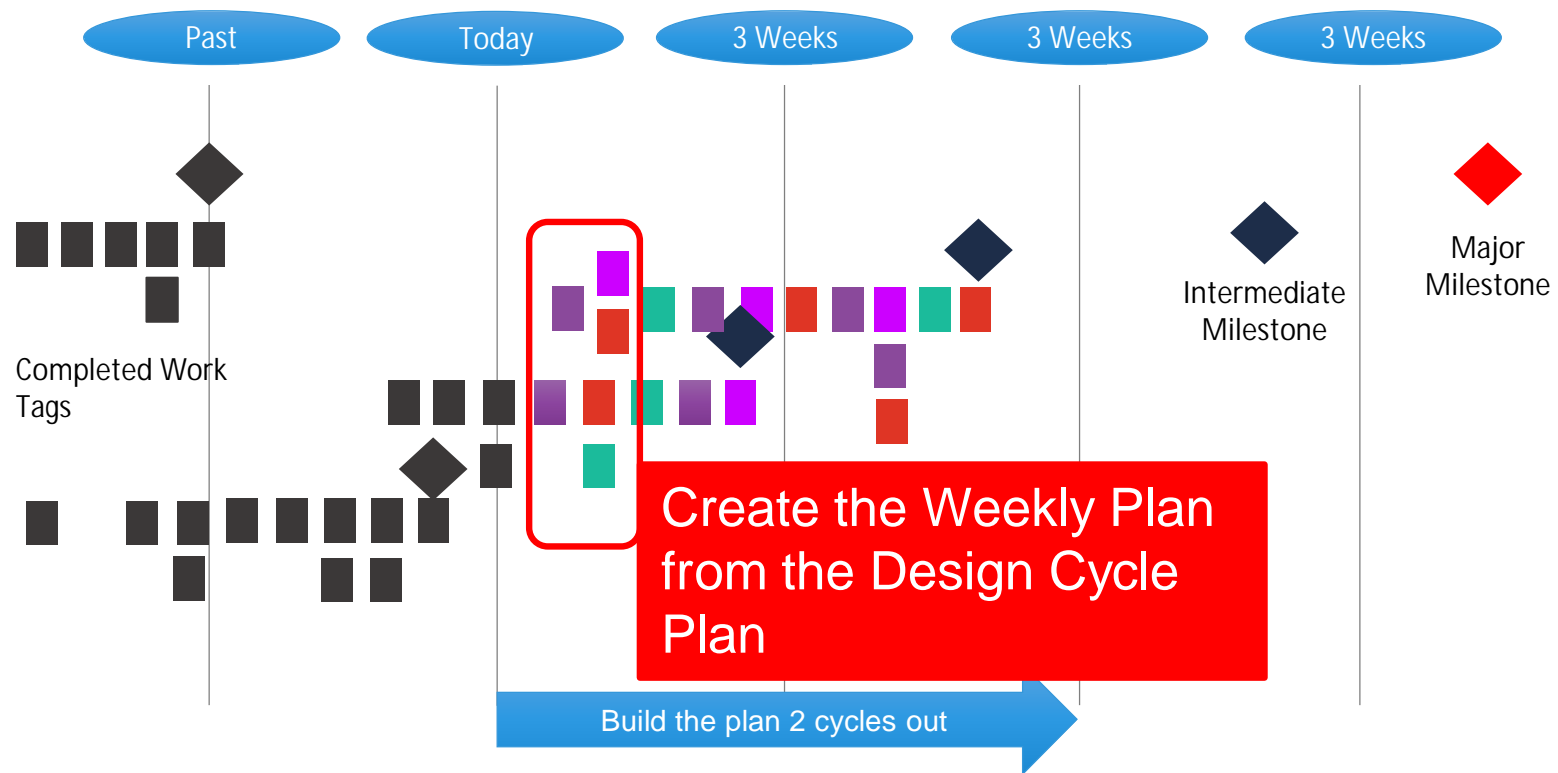 Past
Today
3 Weeks
3 Weeks
3 Weeks
Major
Milestone
Intermediate
Milestone
Completed Work
Tags
Create the Weekly Plan
from the Design Cycle
Plan
Build the plan 2 cycles out